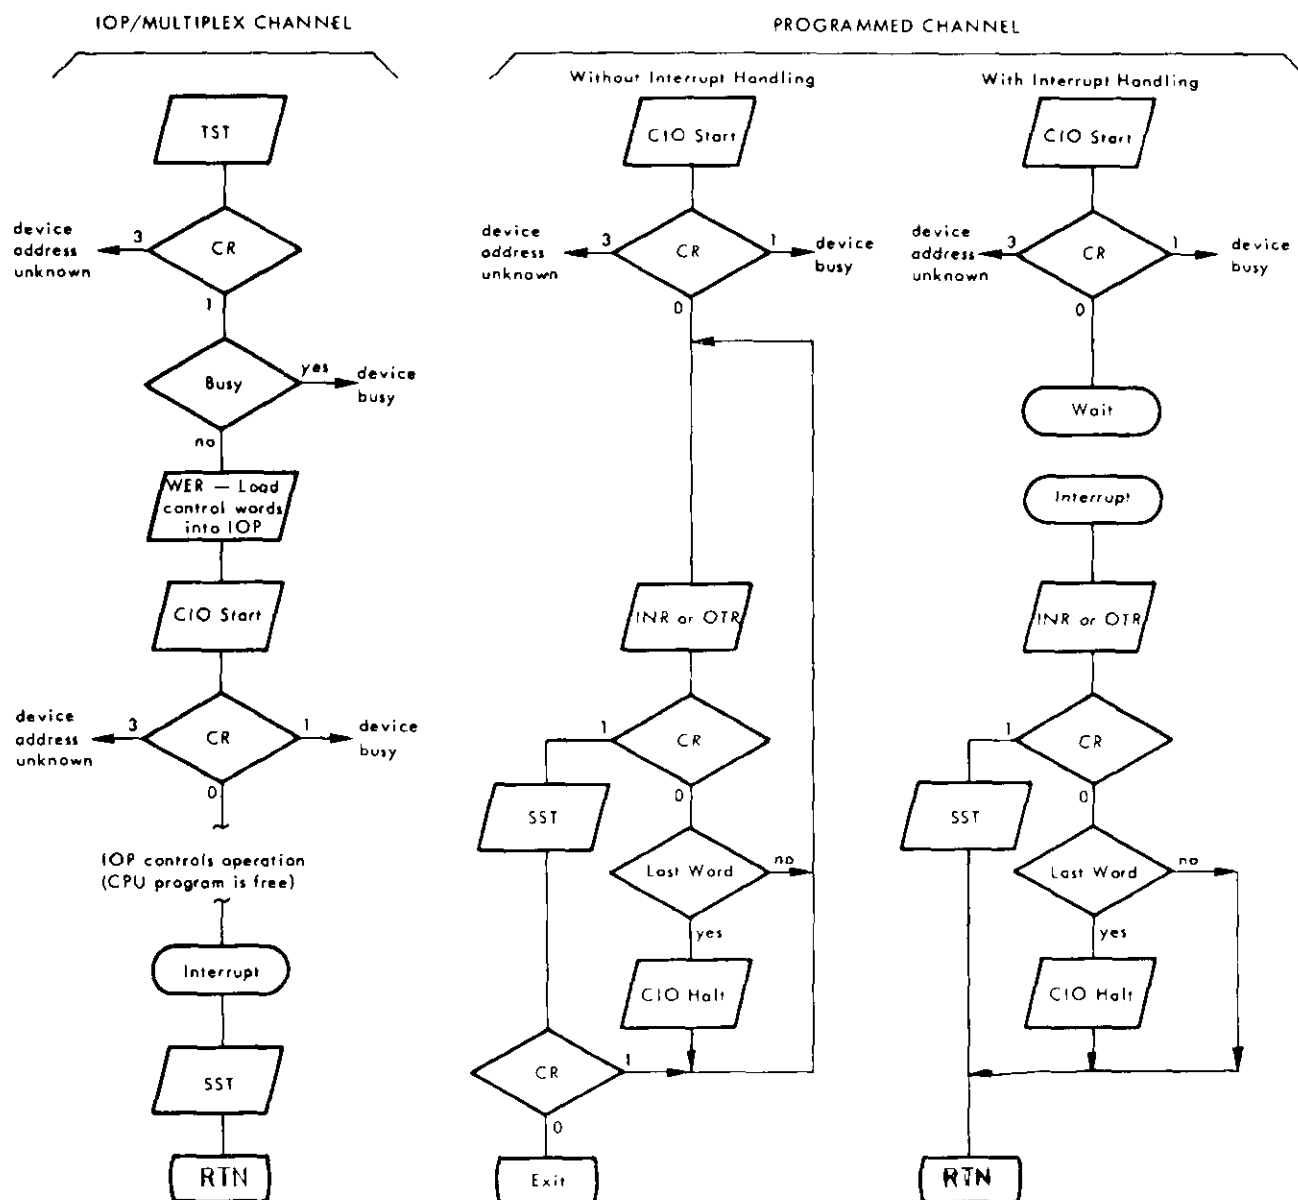 IOP/MULTIPLEX CHANNEL
TST
device
address
unknown
3
CR
1
Busy
yes
device
busy
no
WER — Load
control words
into IOP
CIO Start
device
address
unknown
3
CR
1
device
busy
0
IOP controls operation
(CPU program is free)
Interrupt
SST
RTN
PROGRAMMED CHANNEL
Without Interrupt Handling
CIO Start
device
address
unknown
3
CR
1
device
busy
0
INR or OTR
1
CR
0
SST
Last Word
no
yes
CIO Halt
CR
1
0
Exit
With Interrupt Handling
CIO Start
device
address
unknown
3
CR
1
device
busy
0
Wait
Interrupt
INR or OTR
1
CR
0
SST
Last Word
no
yes
CIO Halt
RTN